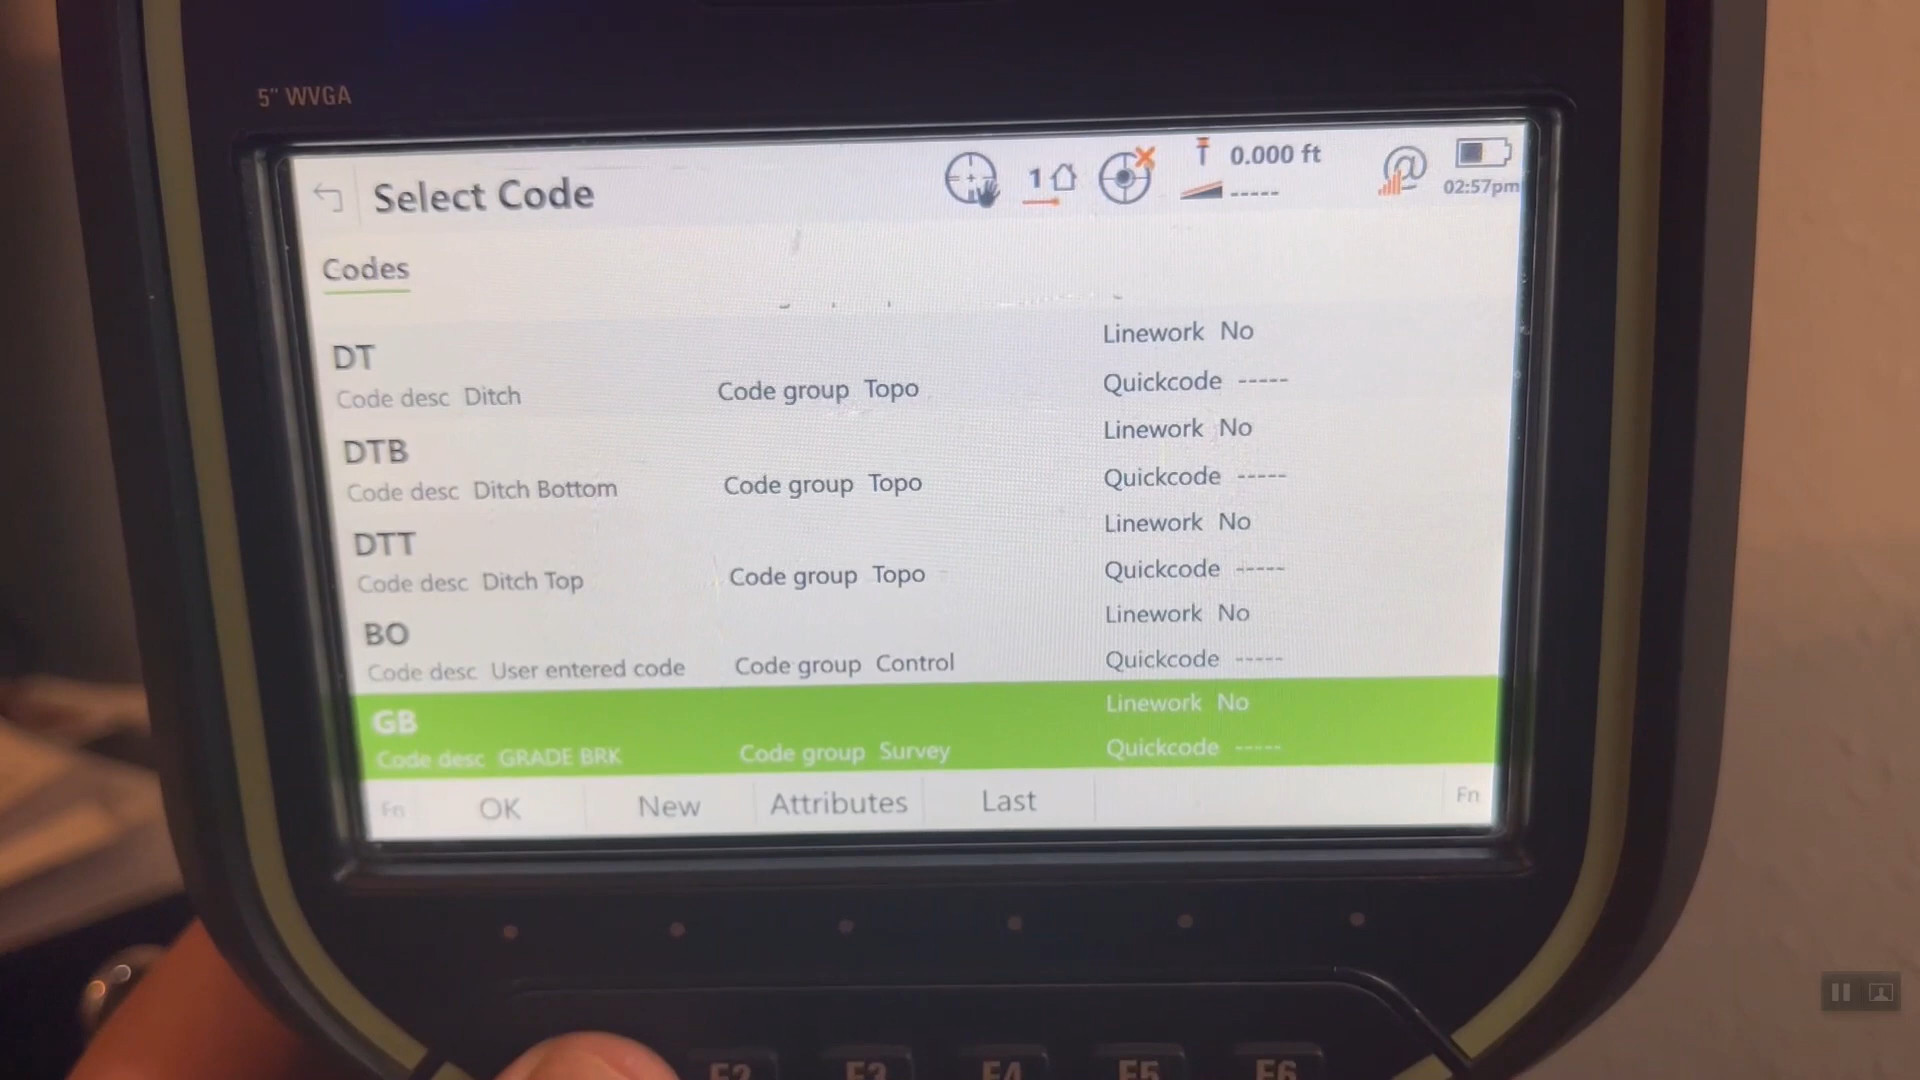 5" WVGA
Select Code
1
0.000 ft
-----
@
02:57pm
Codes
DT
Code desc Ditch
Code group Topo
Linework No
Quickcode -----
DTB
Code desc Ditch Bottom
Code group Topo
Linework No
Quickcode -----
DTT
Code desc Ditch Top
Code group Topo
Linework No
Quickcode -----
BO
Code desc User entered code
Code group Control
Linework No
Quickcode -----
GB
Code desc GRADE BRK
Code group Survey
Linework No
Quickcode -----
Fn OK New Attributes Last Fn
F2 F3 F4 F5 F6